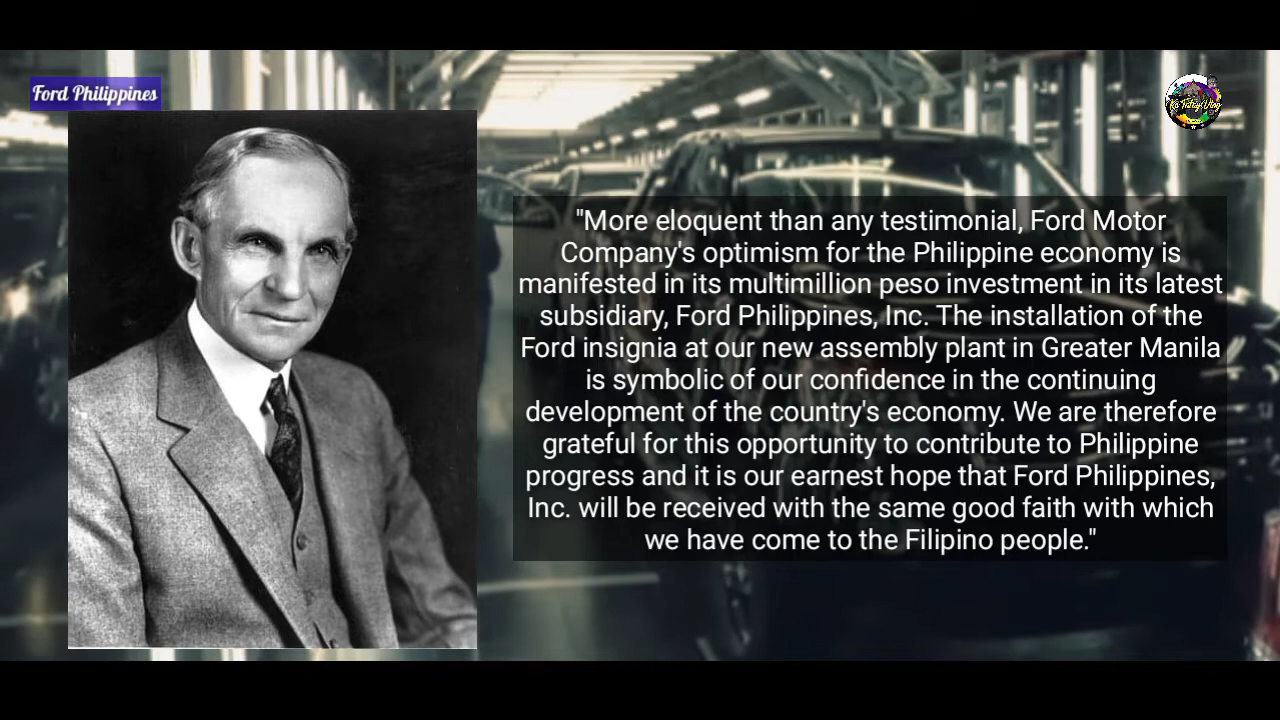 Ford Philippines
Ka Tatay Vlog
"More eloquent than any testimonial, Ford Motor
Company's optimism for the Philippine economy is
manifested in its multimillion peso investment in its latest
subsidiary, Ford Philippines, Inc. The installation of the
Ford insignia at our new assembly plant in Greater Manila
is symbolic of our confidence in the continuing
development of the country's economy. We are therefore
grateful for this opportunity to contribute to Philippine
progress and it is our earnest hope that Ford Philippines,
Inc. will be received with the same good faith with which
we have come to the Filipino people."